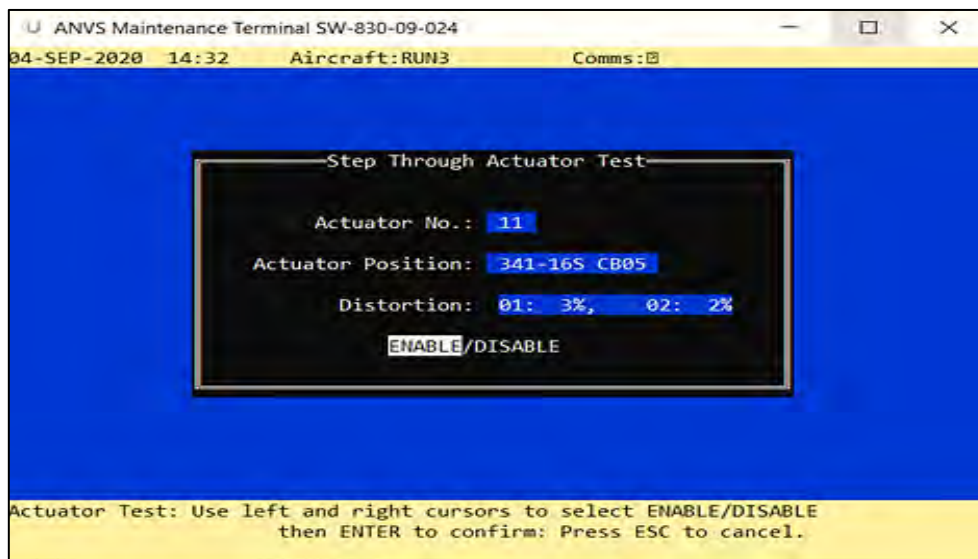 ANVS Maintenance Terminal SW-830-09-024
04-SEP-2020 14:32 Aircraft:RUN3 Comms:
Step Through Actuator Test
Actuator No.: 11
Actuator Position: 341-16S CB05
Distortion: 01: 3%, 02: 2%
ENABLE/DISABLE
Actuator Test: Use left and right cursors to select ENABLE/DISABLE
then ENTER to confirm: Press ESC to cancel.